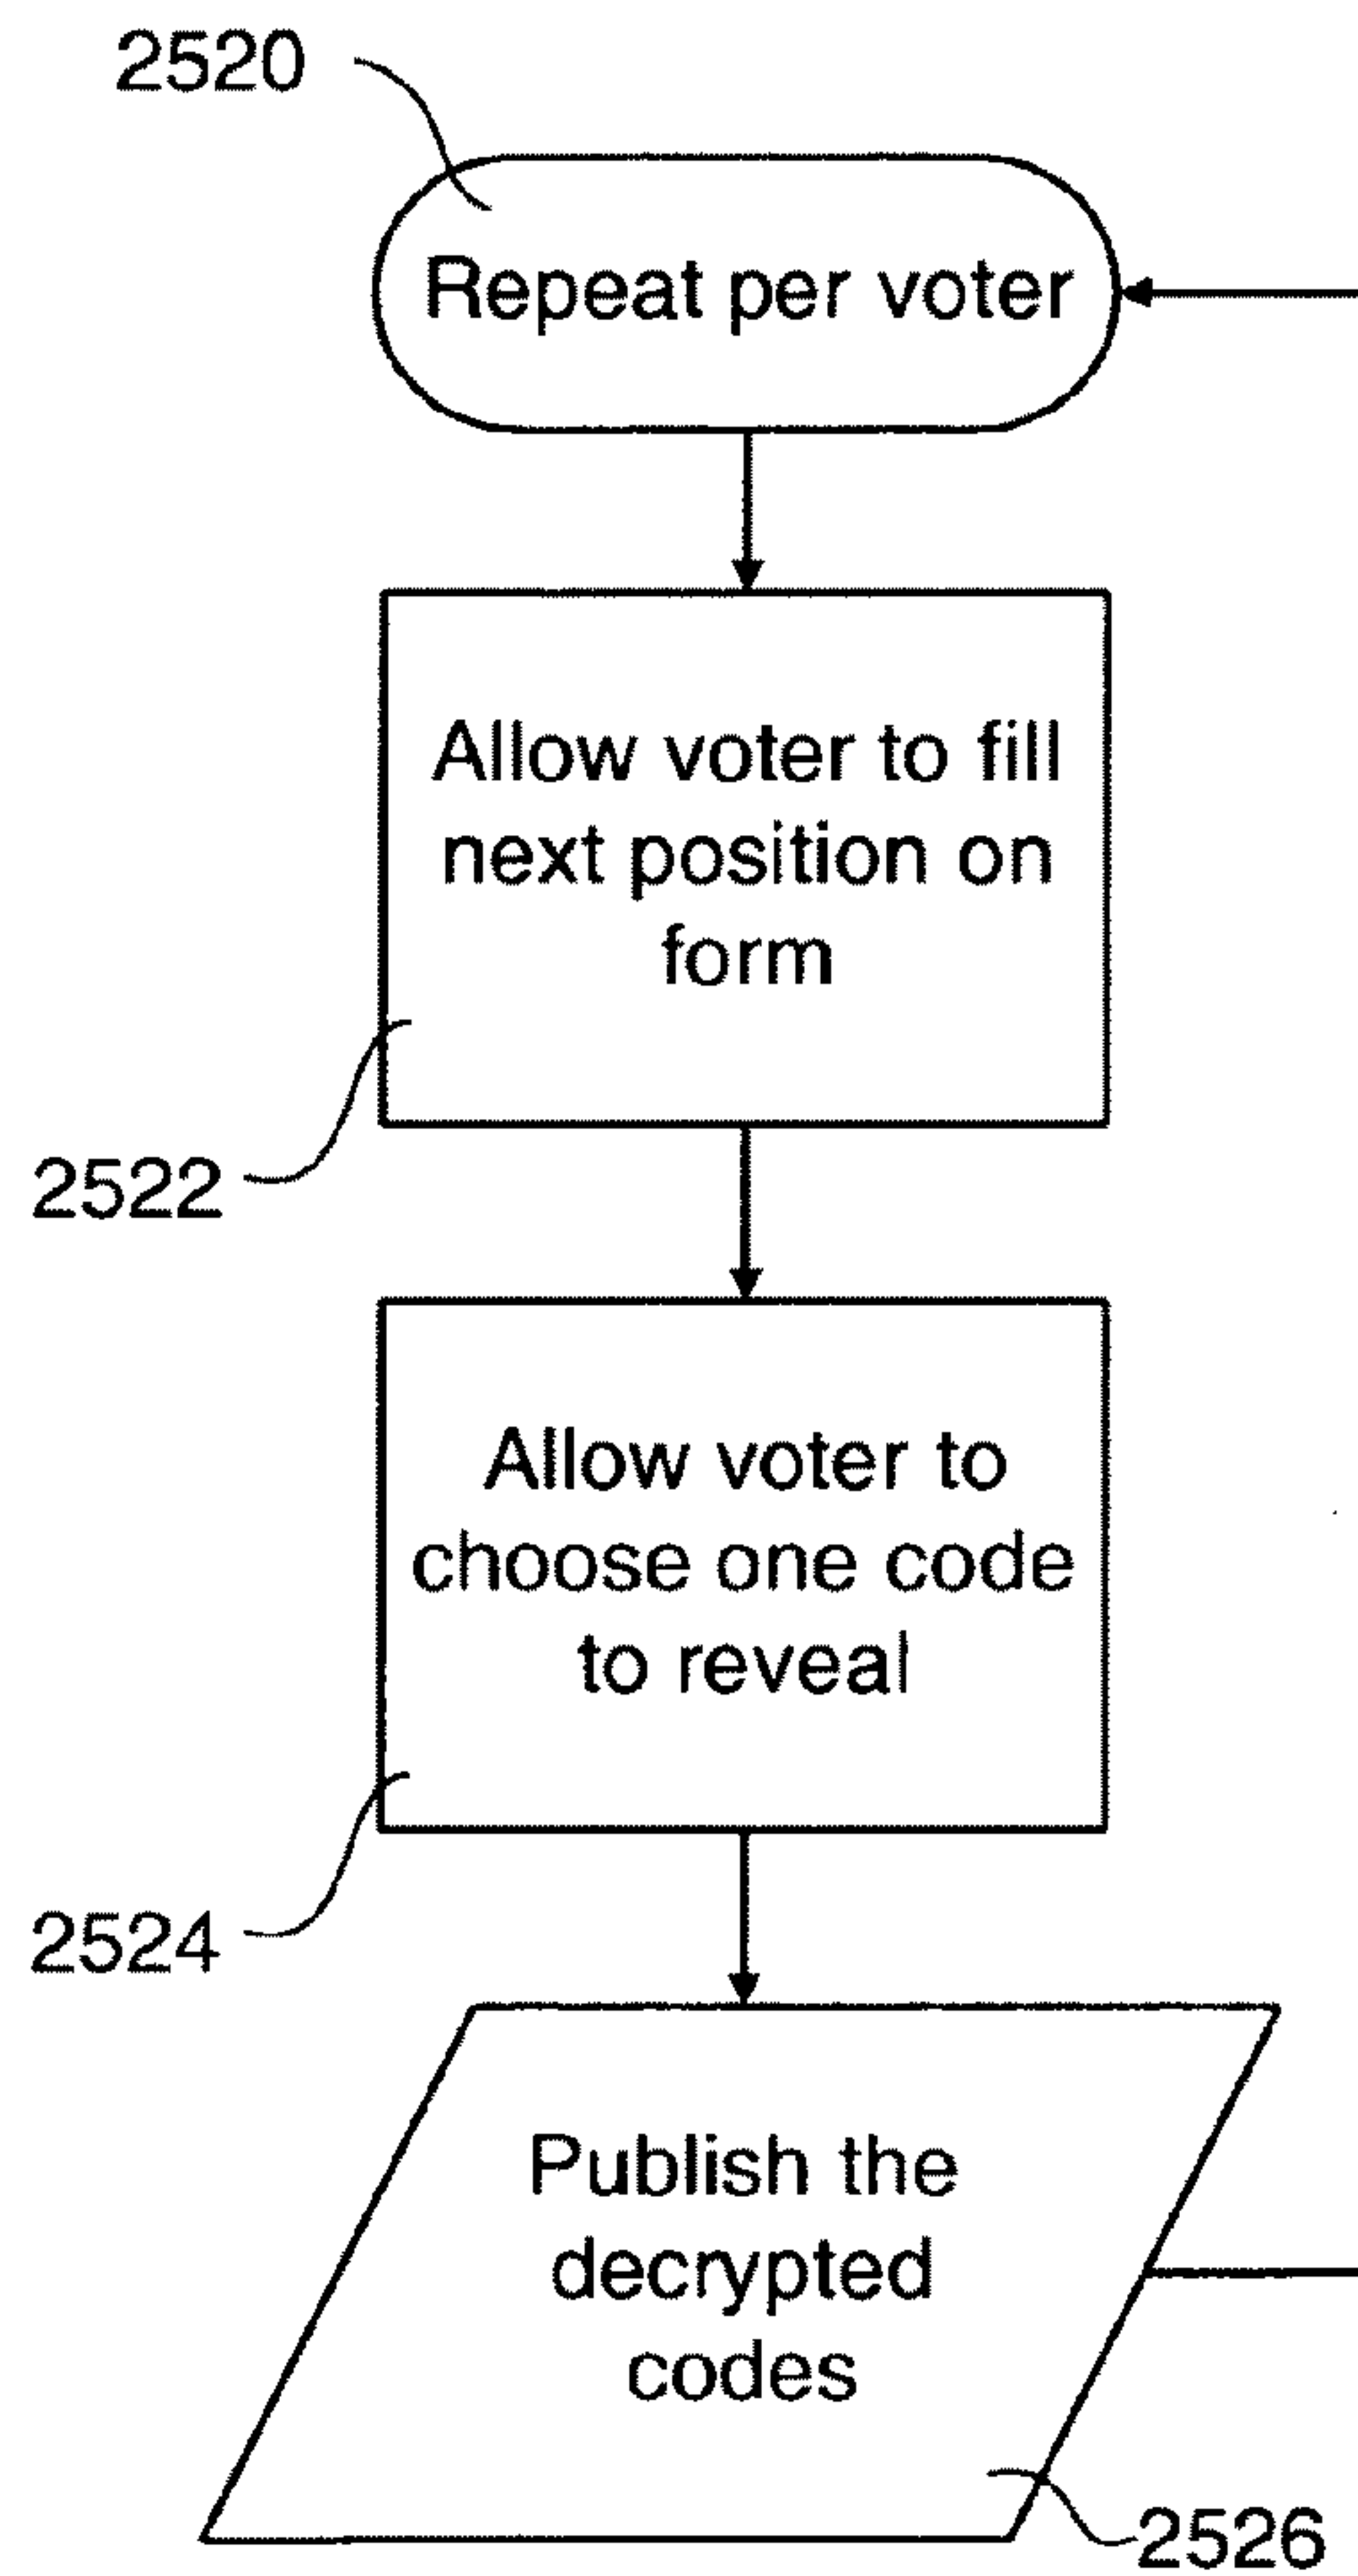 2520
Repeat per voter
Allow voter to fill
next position on
form
2522
Allow voter to
choose one code
to reveal
2524
Publish the
decrypted
codes
2526